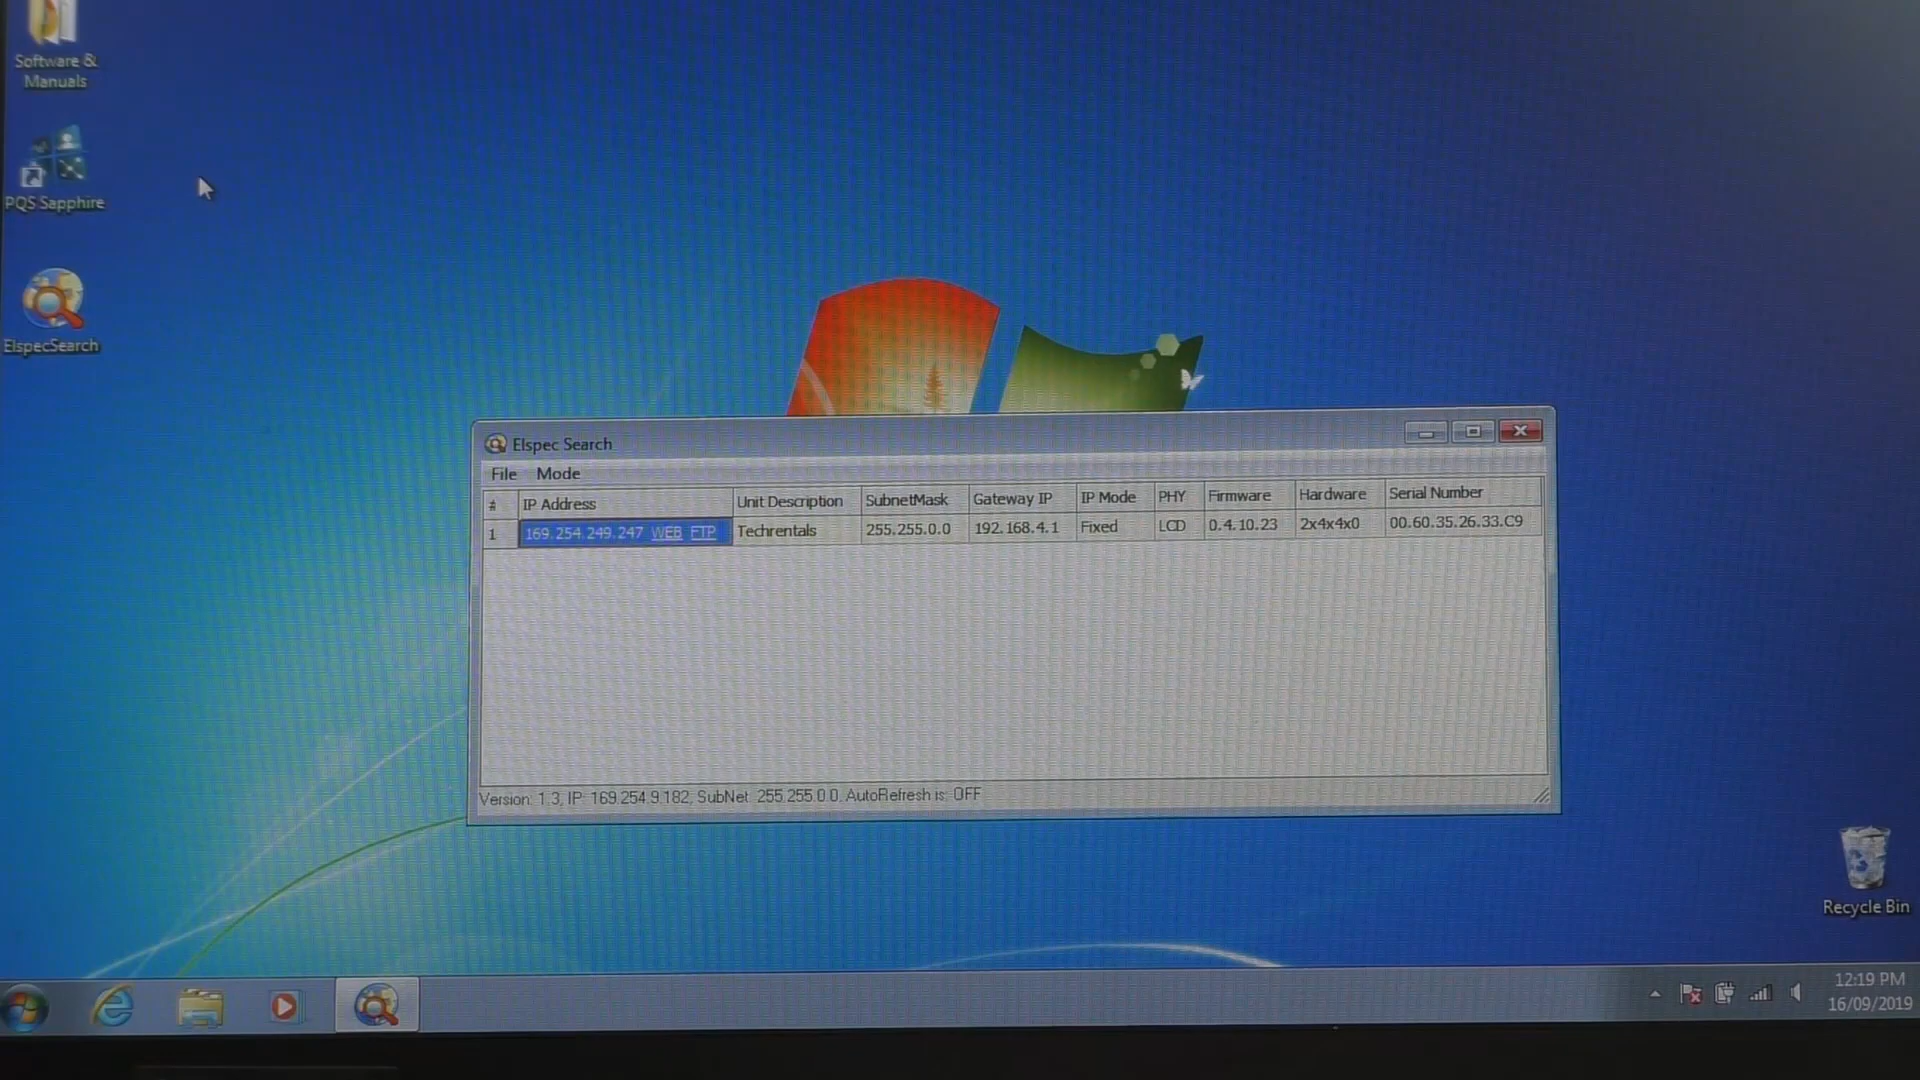 Software &
Manuals
PQS Sapphire
ElspecSearch
Elspec Search
File Mode
# IP Address Unit Description SubnetMask Gateway IP IP Mode PHY Firmware Hardware Serial Number
1 169.254.249.247 WEB FTP Techrentals 255.255.0.0 192.168.4.1 Fixed LCD 0.4.10.23 2x4x4x0 00.60.35.26.33.C9
Version: 1.3, IP: 169.254.9.182, SubNet: 255.255.0.0, AutoRefresh is: OFF
Recycle Bin
12:19 PM
16/09/2019